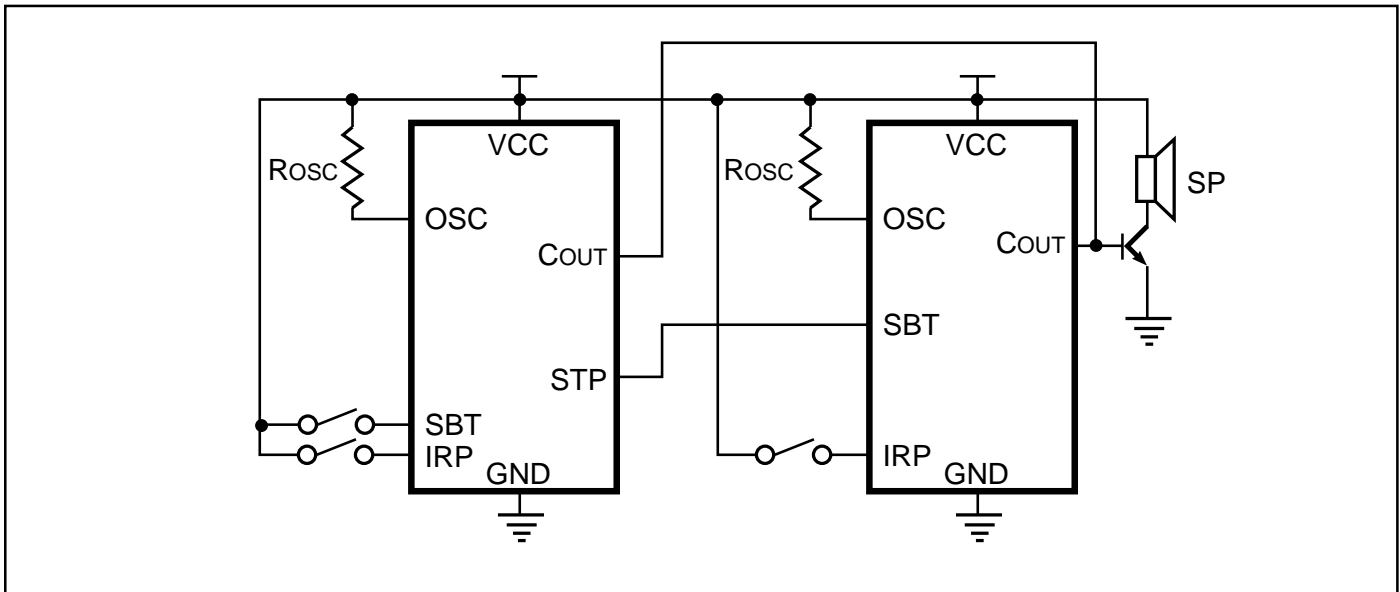 VCC
ROSC
OSC
COUT
STP
SBT
IRP
GND
VCC
ROSC
OSC
COUT
SBT
IRP
GND
SP